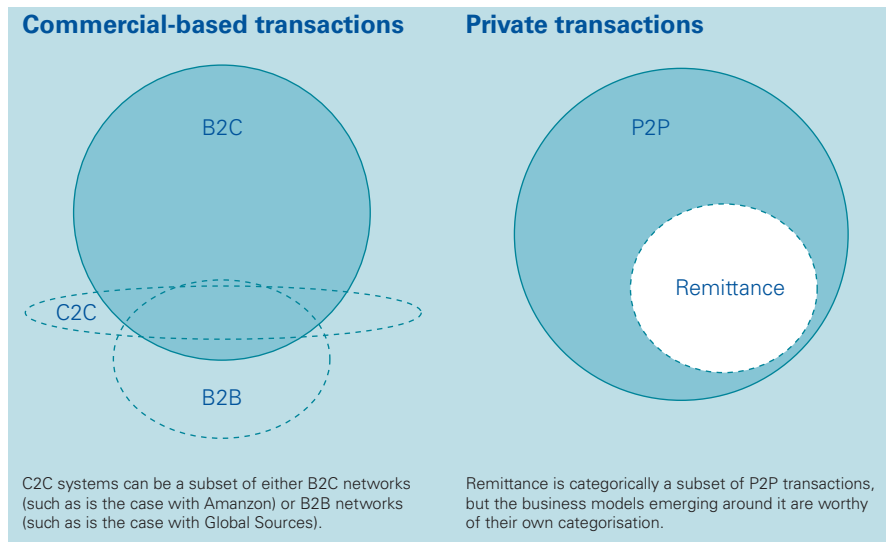 Commercial-based transactions
B2C
C2C
B2B
C2C systems can be a subset of either B2C networks
(such as is the case with Amanzon) or B2B networks
(such as is the case with Global Sources).
Private transactions
P2P
Remittance
Remittance is categorically a subset of P2P transactions,
but the business models emerging around it are worthy
of their own categorisation.